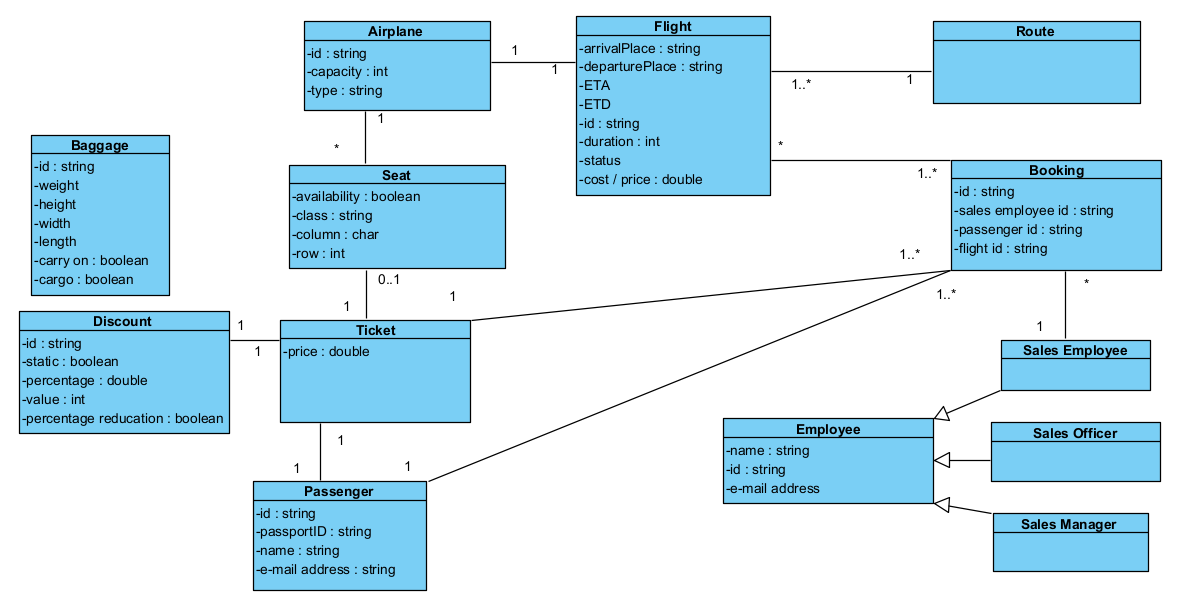 Airplane
-id : string
-capacity : int
-type : string
1
1
Flight
-arrivalPlace : string
-departurePlace : string
-ETA
-ETD
-id : string
-duration : int
-status
-cost / price : double
1..*
1
Route
1
*
*
1..*
Baggage
-id : string
-weight
-height
-width
-length
-carry on : boolean
-cargo : boolean
Seat
-availability : boolean
-class : string
-column : char
-row : int
Booking
-id : string
-sales employee id : string
-passenger id : string
-flight id : string
0..1
1
1
1..*
1..*
*
1
Discount
-id : string
-static : boolean
-percentage : double
-value : int
-percentage reducation : boolean
1
1
Ticket
-price : double
Sales Employee
1
1
1
Employee
-name : string
-id : string
-e-mail address
Sales Officer
Passenger
-id : string
-passportID : string
-name : string
-e-mail address : string
Sales Manager